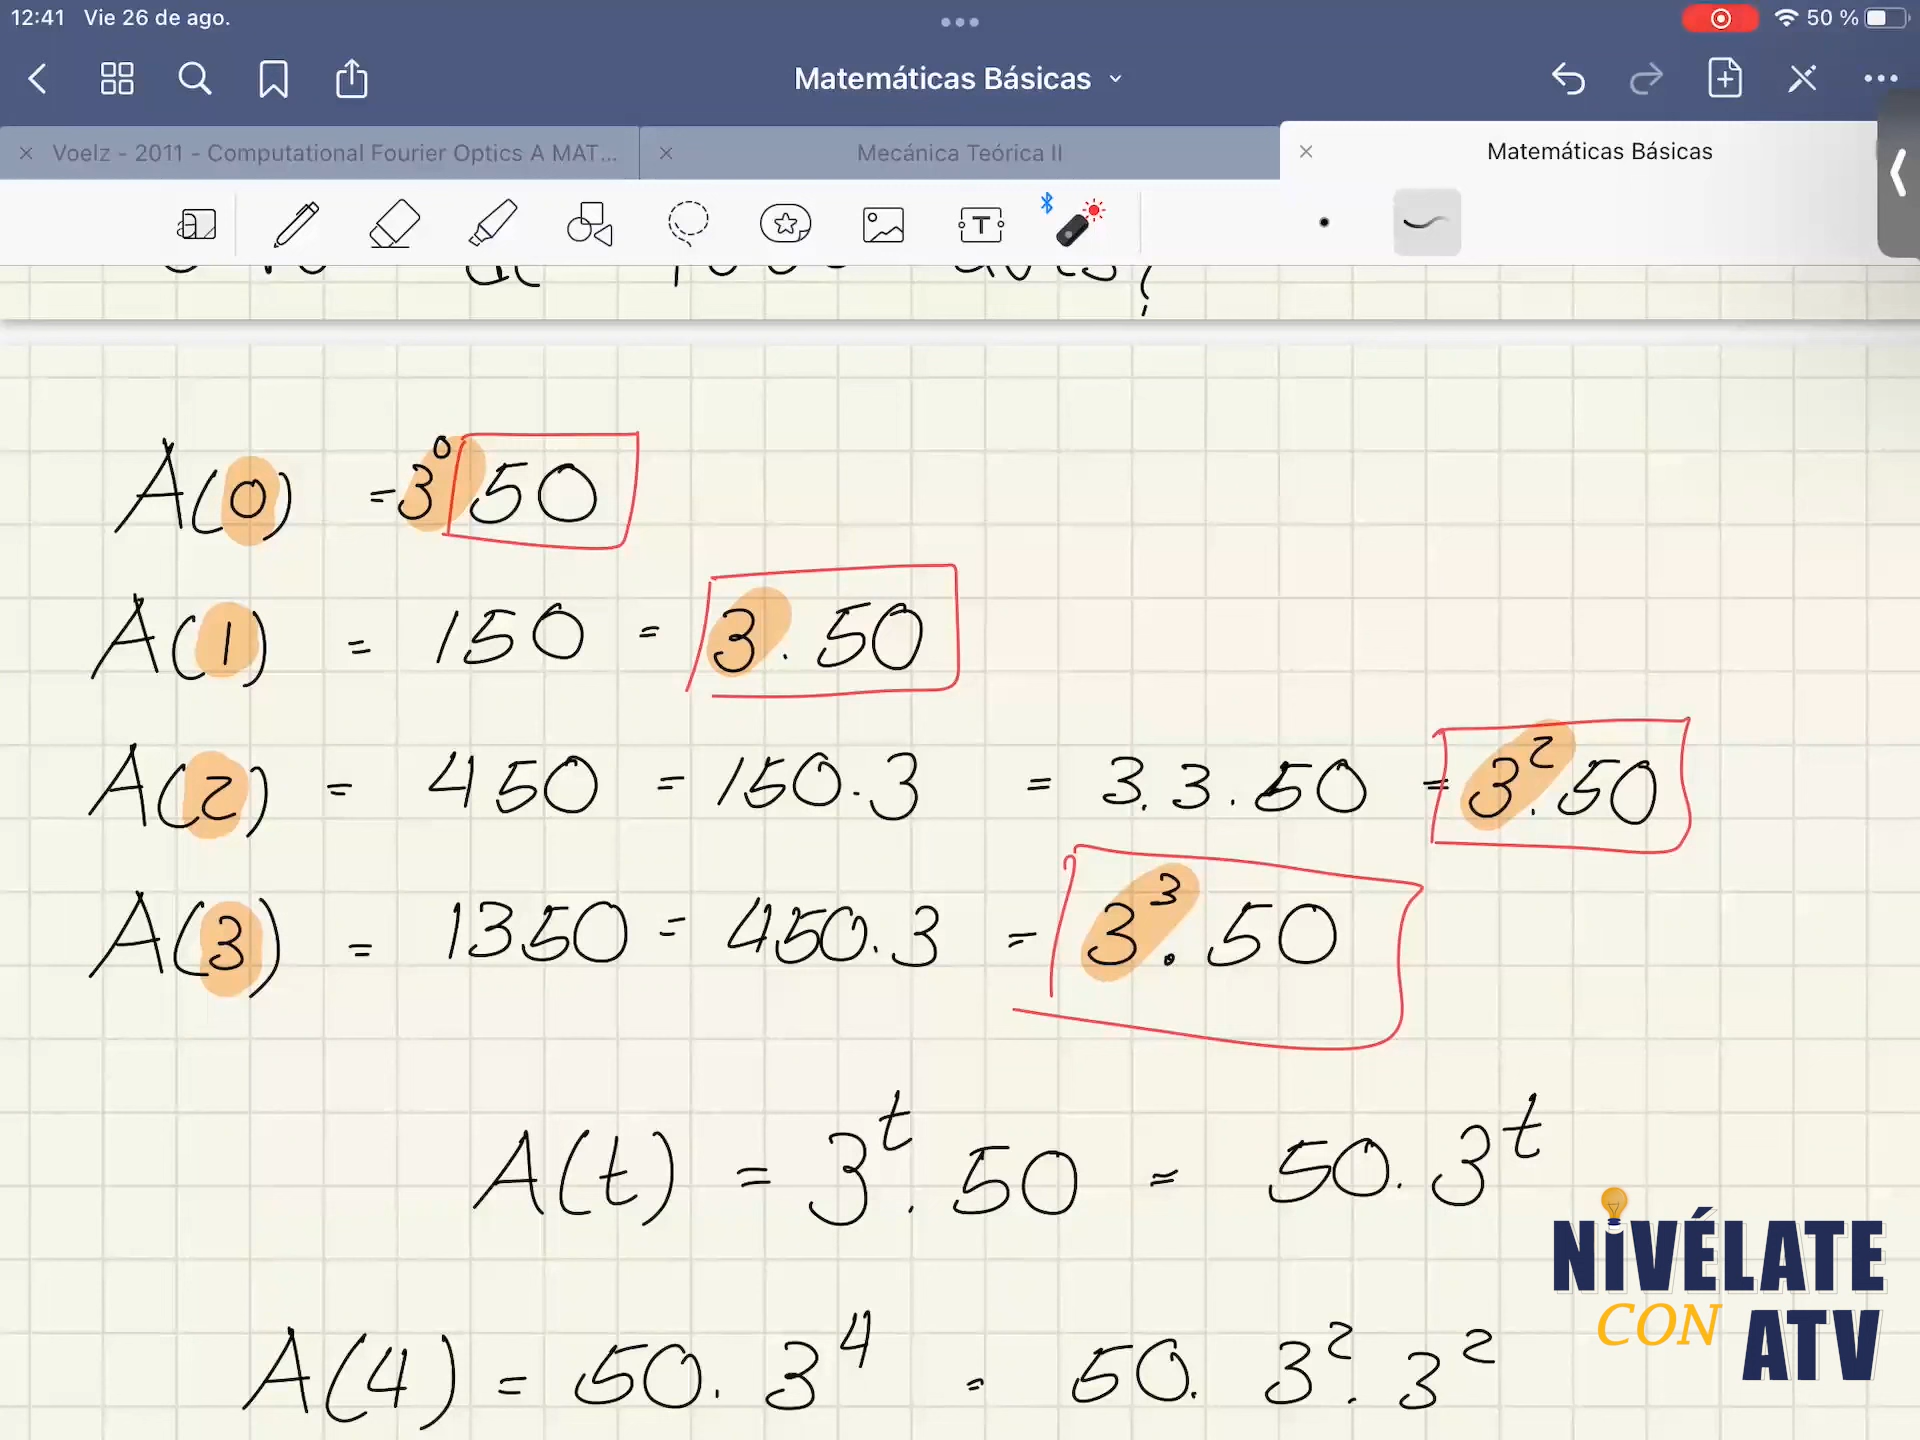 12:41 Vie 26 de ago. 50 %
Matemáticas Básicas
Voelz - 2011 - Computational Fourier Optics A MAT...
Mecánica Teórica II
Matemáticas Básicas
A(0) = 3⁰ 50
A(1) = 150 = 3 . 50
A(2) = 450 = 150.3 = 3.3.50 = 3².50
A(3) = 1350 = 450.3 = 3³.50
A(t) = 3ᵗ.50 = 50.3ᵗ
A(4) = 50. 3⁴ = 50. 3².3²
NIVÉLATE
CON
ATV